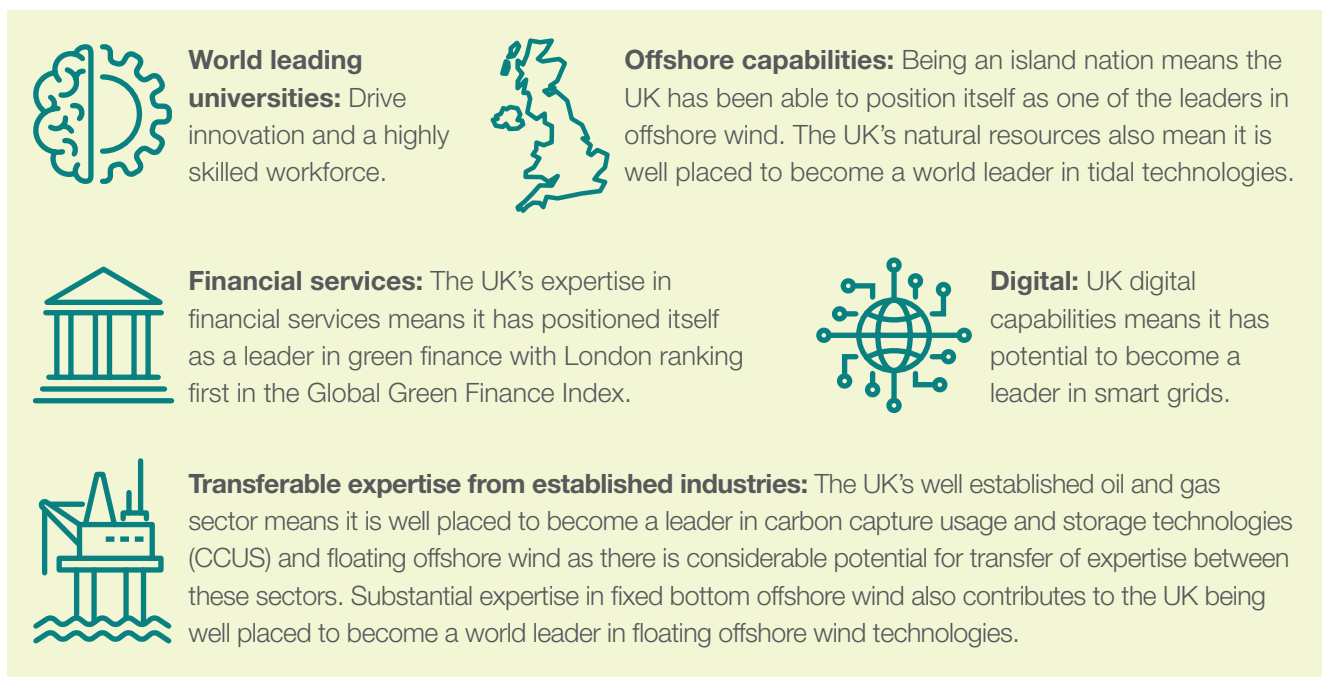 World leading
universities: Drive
innovation and a highly
skilled workforce.
Offshore capabilities: Being an island nation means the
UK has been able to position itself as one of the leaders in
offshore wind. The UK’s natural resources also mean it is
well placed to become a world leader in tidal technologies.
Financial services: The UK’s expertise in
financial services means it has positioned itself
as a leader in green finance with London ranking
first in the Global Green Finance Index.
Digital: UK digital
capabilities means it has
potential to become a
leader in smart grids.
Transferable expertise from established industries: The UK’s well established oil and gas
sector means it is well placed to become a leader in carbon capture usage and storage technologies
(CCUS) and floating offshore wind as there is considerable potential for transfer of expertise between
these sectors. Substantial expertise in fixed bottom offshore wind also contributes to the UK being
well placed to become a world leader in floating offshore wind technologies.